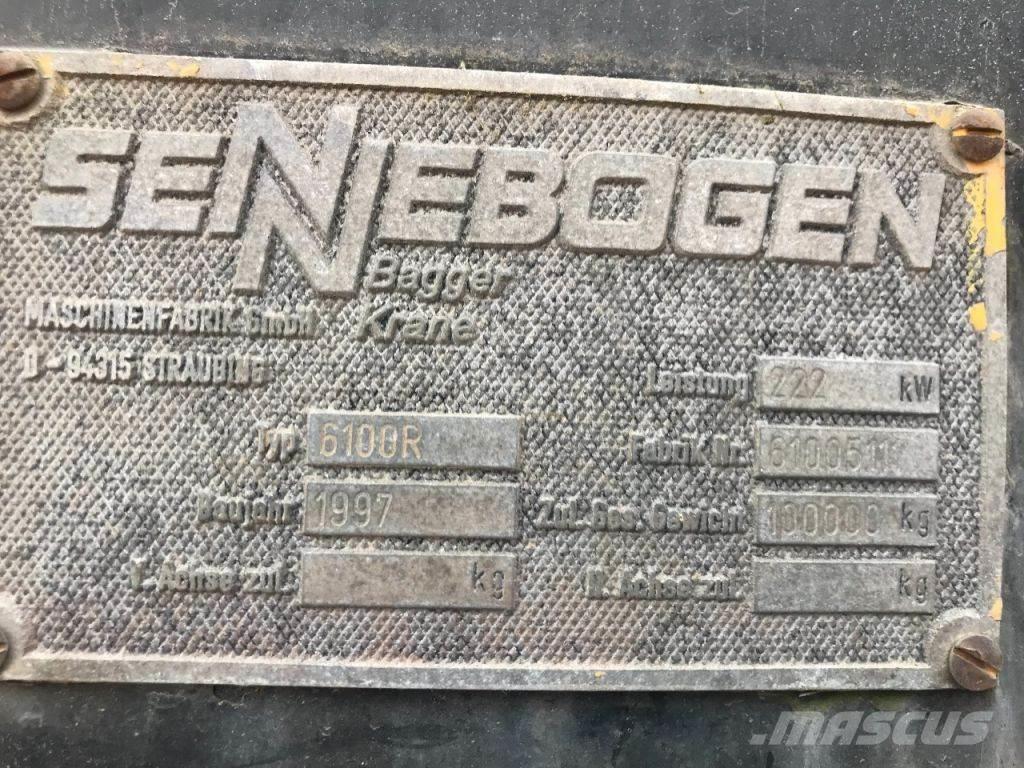 SENNEBOGEN
Bagger
MASCHINENFABRIK GmbH Krane
D - 94315 STRAUBING
Leistung 222 kW
Typ 6100R Fabrik Nr. 6100511
Baujahr 1997 Zul. Ges. Gewicht 100000 kg
V. Achse zul. kg H. Achse zul. kg
MASCUS